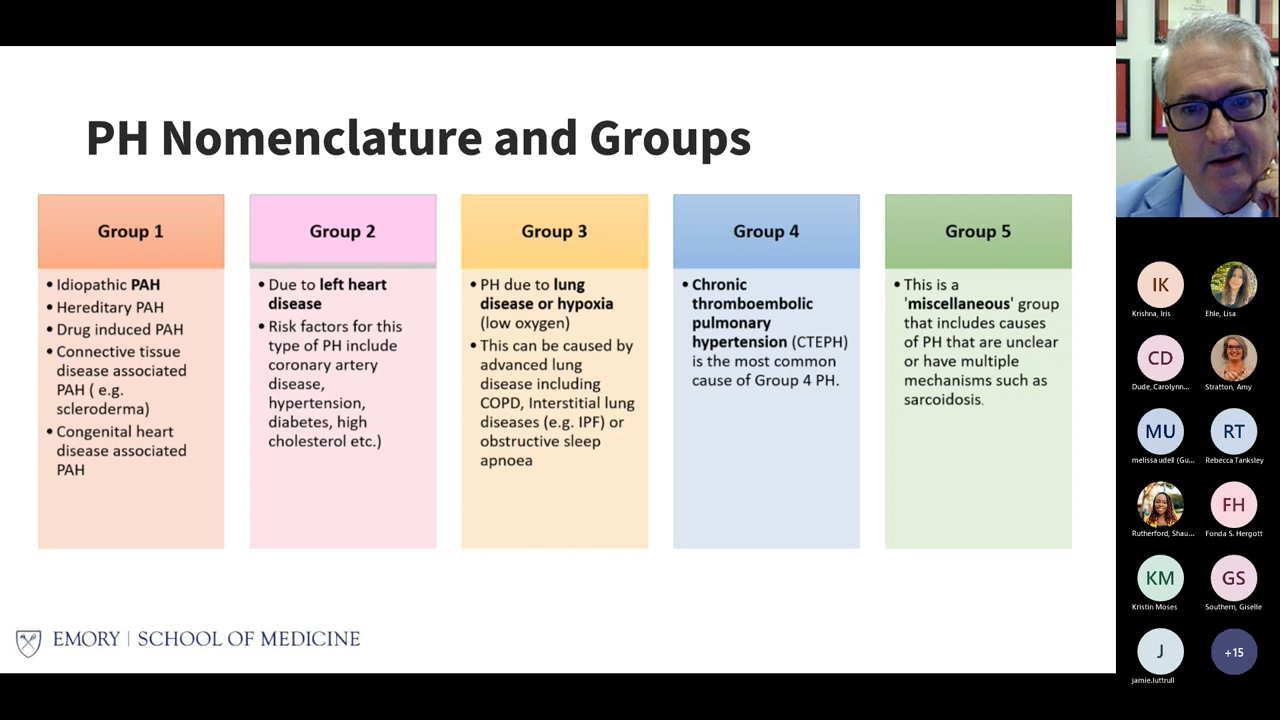 PH Nomenclature and Groups
Group 1
• Idiopathic PAH
• Hereditary PAH
• Drug induced PAH
• Connective tissue
disease associated
PAH ( e.g.
scleroderma)
• Congenital heart
disease associated
PAH
Group 2
• Due to left heart
disease
• Risk factors for this
type of PH include
coronary artery
disease,
hypertension,
diabetes, high
cholesterol etc.)
Group 3
• PH due to lung
disease or hypoxia
(low oxygen)
• This can be caused by
advanced lung
disease including
COPD, Interstitial lung
diseases (e.g. IPF) or
obstructive sleep
apnoea
Group 4
• Chronic
thromboembolic
pulmonary
hypertension (CTEPH)
is the most common
cause of Group 4 PH.
Group 5
• This is a
'miscellaneous' group
that includes causes
of PH that are unclear
or have multiple
mechanisms such as
sarcoidosis.
EMORY | SCHOOL OF MEDICINE
IK
Krishna, Iris
Ehle, Lisa
CD
Dude, Carolynn...
Stratton, Amy
MU
melissa udell (Gu...
RT
Rebecca Tanksley
Rutherford, Shau...
FH
Fonda S. Hergott
KM
Kristin Moses
GS
Southern, Giselle
J
jamie.luttrull
+15